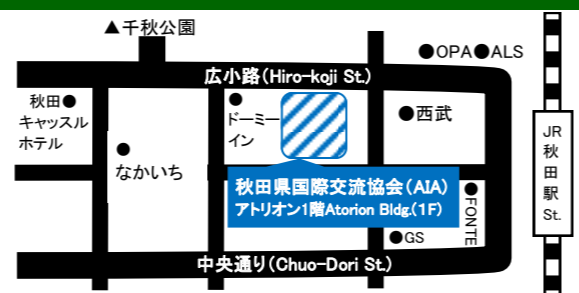 ▲千秋公園
●OPA●ALS
広小路(Hiro-koji St.)
秋田●
キャッスル
ホテル
●
ドーミー
イン
●西武
JR
秋
田
駅
St.
●
なかいち
秋田県国際交流協会(AIA)
アトリオン1階Atorion Bldg.(1F)
●FONTE
●GS
中央通り(Chuo-Dori St.)